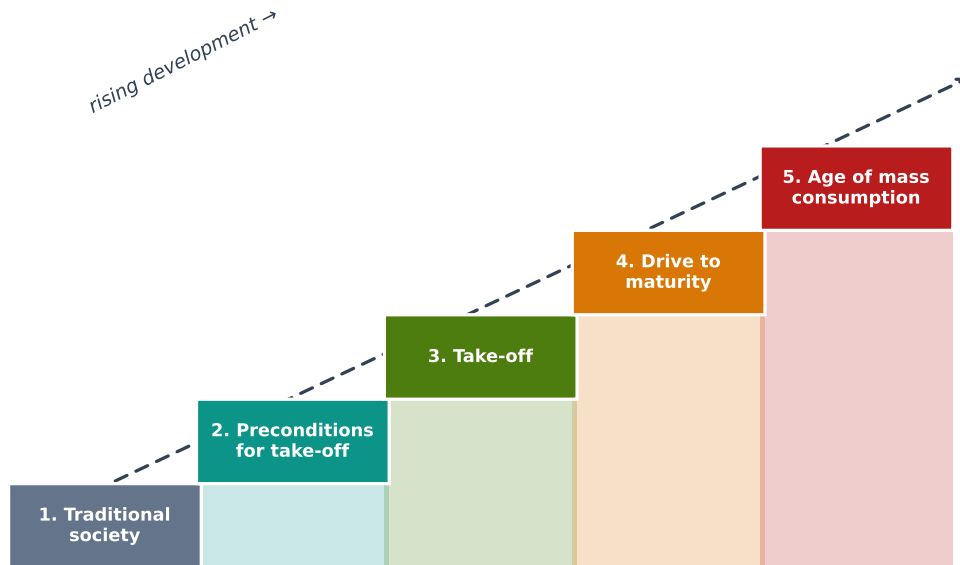 rising development →
5. Age of mass
consumption
4. Drive to
maturity
3. Take-off
2. Preconditions
for take-off
1. Traditional
society